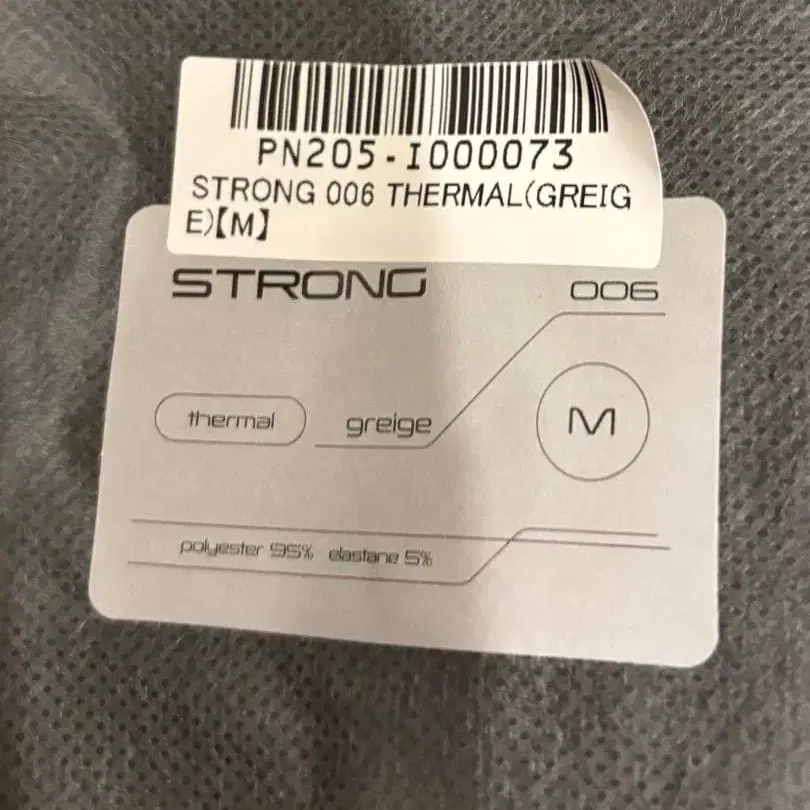 PN205-I000073
STRONG 006 THERMAL(GREIG
E)【M】
STRONG 006
thermal greige M
polyester 95% elastane 5%